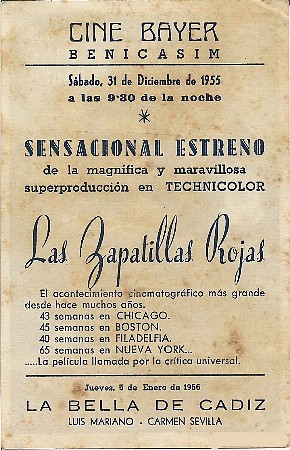 CINE BAYER
BENICASIM
Sábado, 31 de Diciembre de 1955
a las 9'30 de la noche
SENSACIONAL ESTRENO
de la magnífica y maravillosa
superproducción en TECHNICOLOR
Las Zapatillas Rojas
El acontecimiento cinematográfico más grande
desde hace muchos años.
43 semanas en CHICAGO.
45 semanas en BOSTON.
40 semanas en FILADELFIA.
65 semanas en NUEVA YORK...
.....La película llamada por la crítica universal.
Jueves, 5 de Enero de 1956
LA BELLA DE CADIZ
LUIS MARIANO - CARMEN SEVILLA